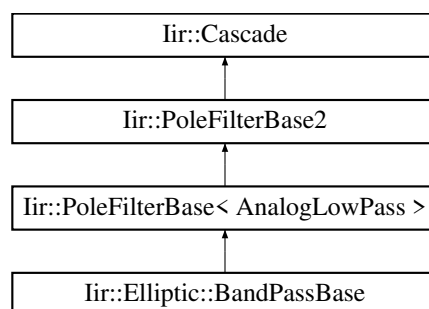 Iir::Cascade
Iir::PoleFilterBase2
Iir::PoleFilterBase< AnalogLowPass >
Iir::Elliptic::BandPassBase